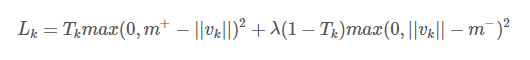 L_k = T_k max(0, m⁺ − ||v_k||)² + λ(1 − T_k)max(0, ||v_k|| − m⁻)²